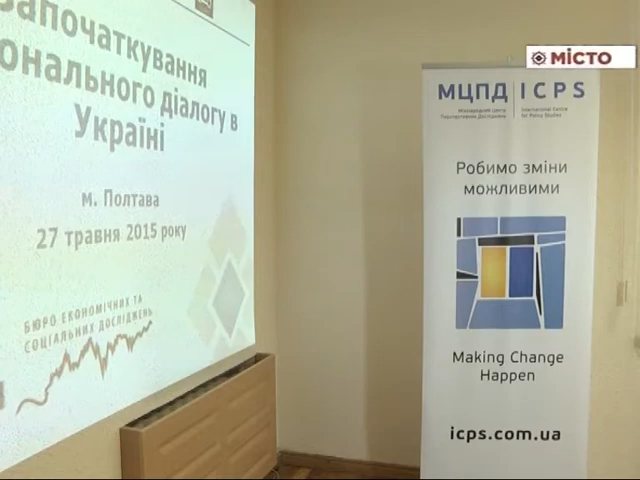 започаткування
онального діалогу в
Україні
м. Полтава
27 травня 2015 року
БЮРО ЕКОНОМІЧНИХ ТА
СОЦІАЛЬНИХ ДОСЛІДЖЕНЬ
МІСТО
МЦПД ICPS
Міжнародний Центр International Centre
Перспективних Досліджень for Policy Studies
Робимо зміни
можливими
Making Change
Happen
icps.com.ua